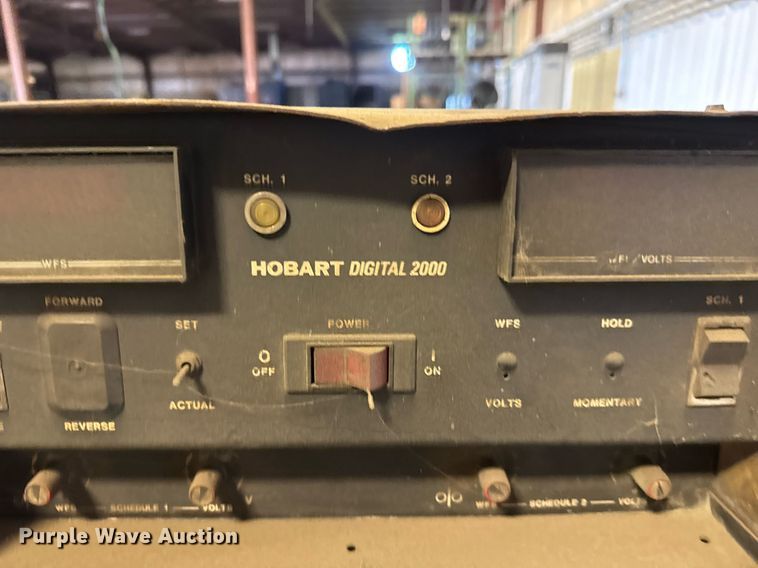 SCH. 1
SCH. 2
WFS
WFS/VOLTS
HOBART DIGITAL 2000
FORWARD
SCH. 1
SET
POWER
WFS
HOLD
O
OFF
I
ON
ACTUAL
VOLTS
MOMENTARY
REVERSE
WFS
SCHEDULE 1
VOLTS
WFS
SCHEDULE 2
VOLTS
Purple Wave Auction